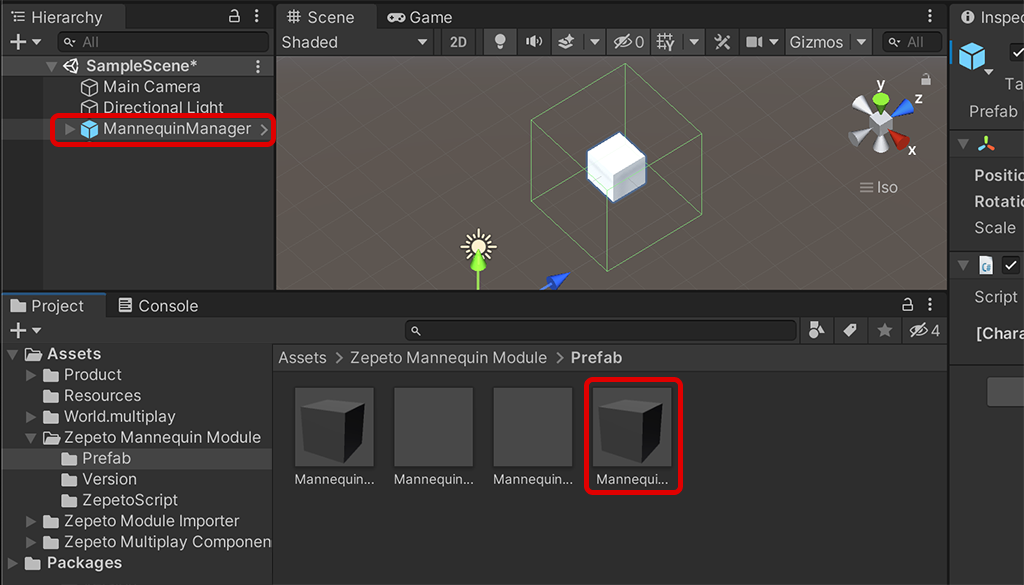 Hierarchy
All
SampleScene*
Main Camera
Directional Light
MannequinManager
Scene
Game
Shaded
2D
0
Gizmos
All
y
z
x
Iso
Inspec
Ta
Prefab
Positio
Rotatio
Scale
Script
[Chara
Project
Console
4
Assets
Product
Resources
World.multiplay
Zepeto Mannequin Module
Prefab
Version
ZepetoScript
Zepeto Module Importer
Zepeto Multiplay Componen
Packages
Assets > Zepeto Mannequin Module > Prefab
Mannequin... Mannequin... Mannequin... Mannequi...